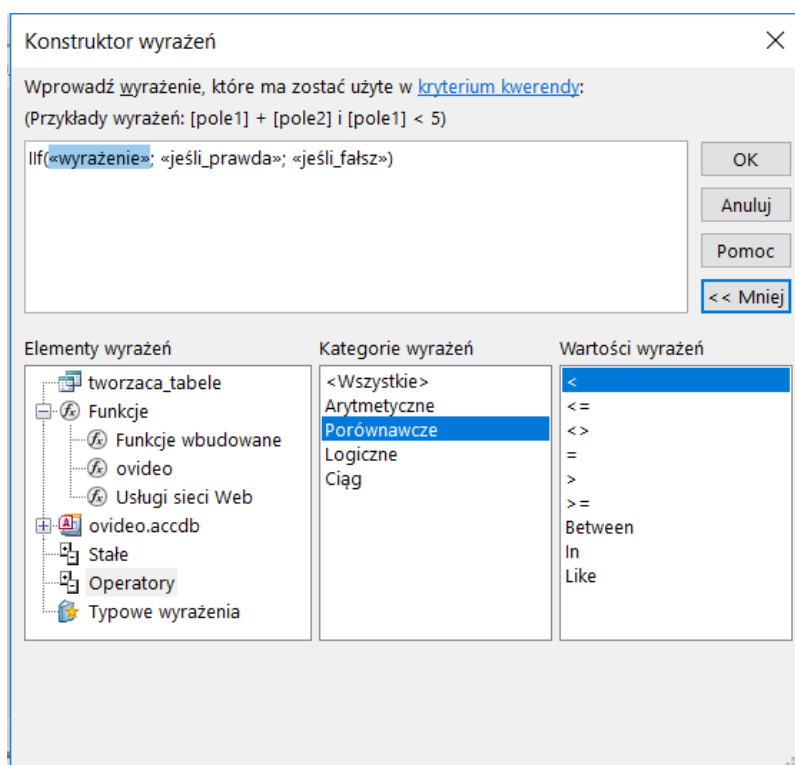 Konstruktor wyrażeń
Wprowadź wyrażenie, które ma zostać użyte w kryterium kwerendy:
(Przykłady wyrażeń: [pole1] + [pole2] i [pole1] < 5)
IIf(«wyrażenie»; «jeśli_prawda»; «jeśli_fałsz»)
OK
Anuluj
Pomoc
<< Mniej
Elementy wyrażeń
tworzaca_tabele
Funkcje
Funkcje wbudowane
ovideo
Usługi sieci Web
ovideo.accdb
Stałe
Operatory
Typowe wyrażenia
Kategorie wyrażeń
<Wszystkie>
Arytmetyczne
Porównawcze
Logiczne
Ciąg
Wartości wyrażeń
<
<=
<>
=
>
>=
Between
In
Like